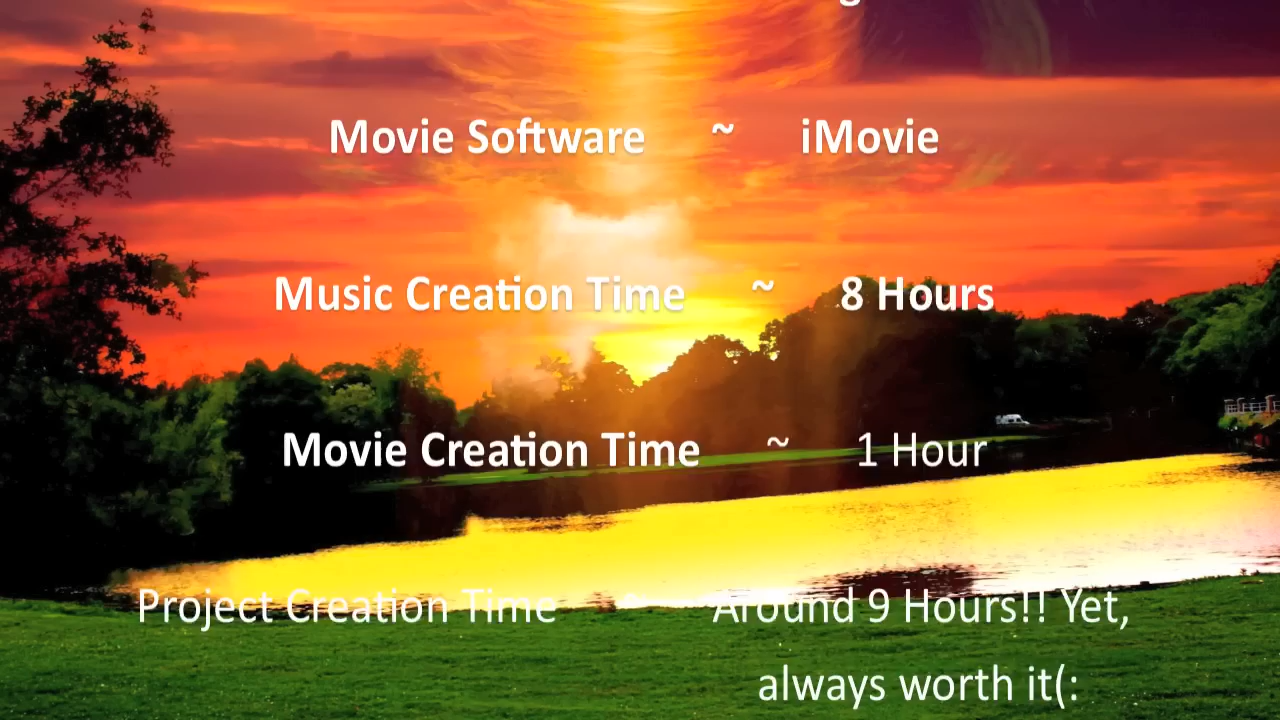 Movie Software ~ iMovie
Music Creation Time ~ 8 Hours
Movie Creation Time ~ 1 Hour
Project Creation Time ~ Around 9 Hours!! Yet,
always worth it(: